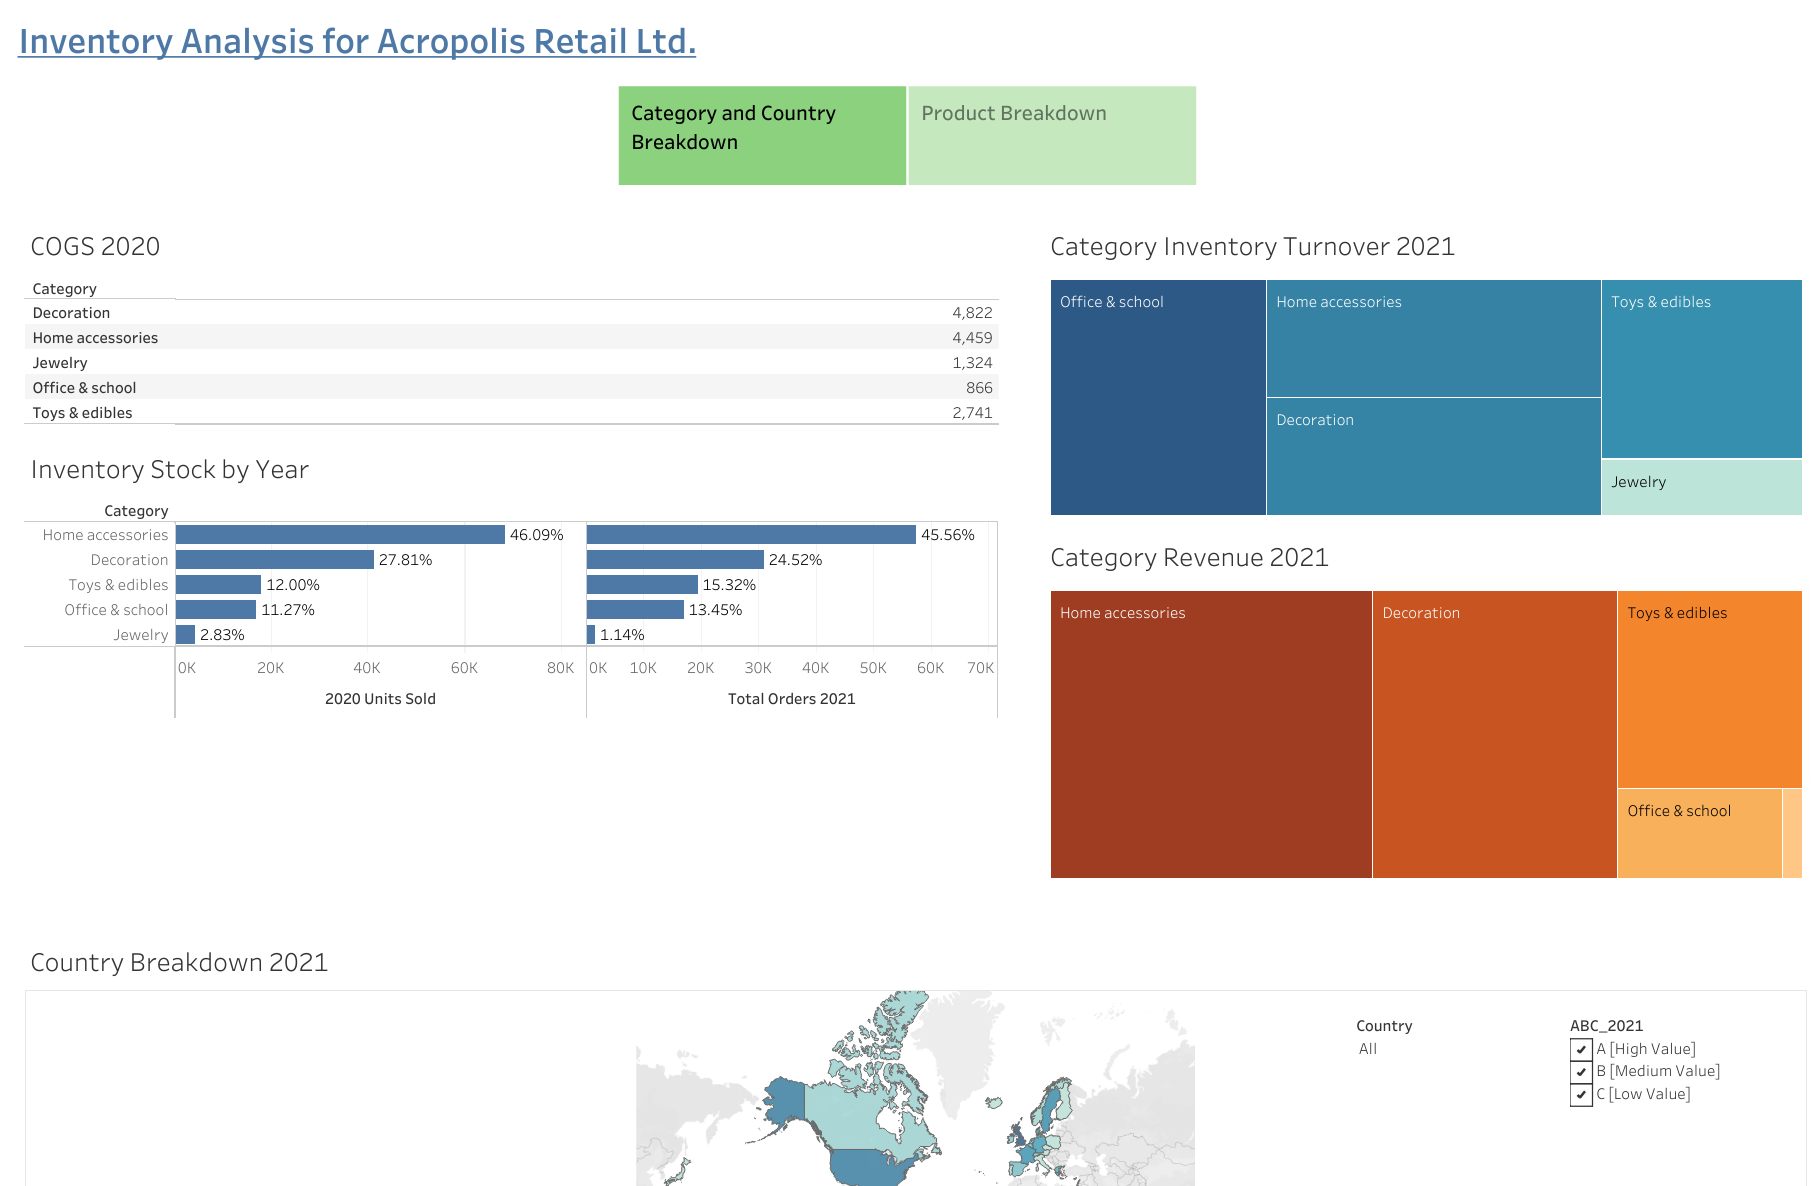 Inventory Analysis for Acropolis Retail Ltd.
Category and Country
Breakdown
Product Breakdown
COGS 2020
Category
Decoration 4,822
Home accessories 4,459
Jewelry 1,324
Office & school 866
Toys & edibles 2,741
Inventory Stock by Year
Category
Home accessories 46.09% 45.56%
Decoration 27.81% 24.52%
Toys & edibles 12.00% 15.32%
Office & school 11.27% 13.45%
Jewelry 2.83% 1.14%
0K 20K 40K 60K 80K 0K 10K 20K 30K 40K 50K 60K 70K
2020 Units Sold Total Orders 2021
Category Inventory Turnover 2021
Office & school Home accessories Toys & edibles
Decoration
Jewelry
Category Revenue 2021
Home accessories Decoration Toys & edibles
Office & school
Country Breakdown 2021
Country
All
ABC_2021
A [High Value]
B [Medium Value]
C [Low Value]